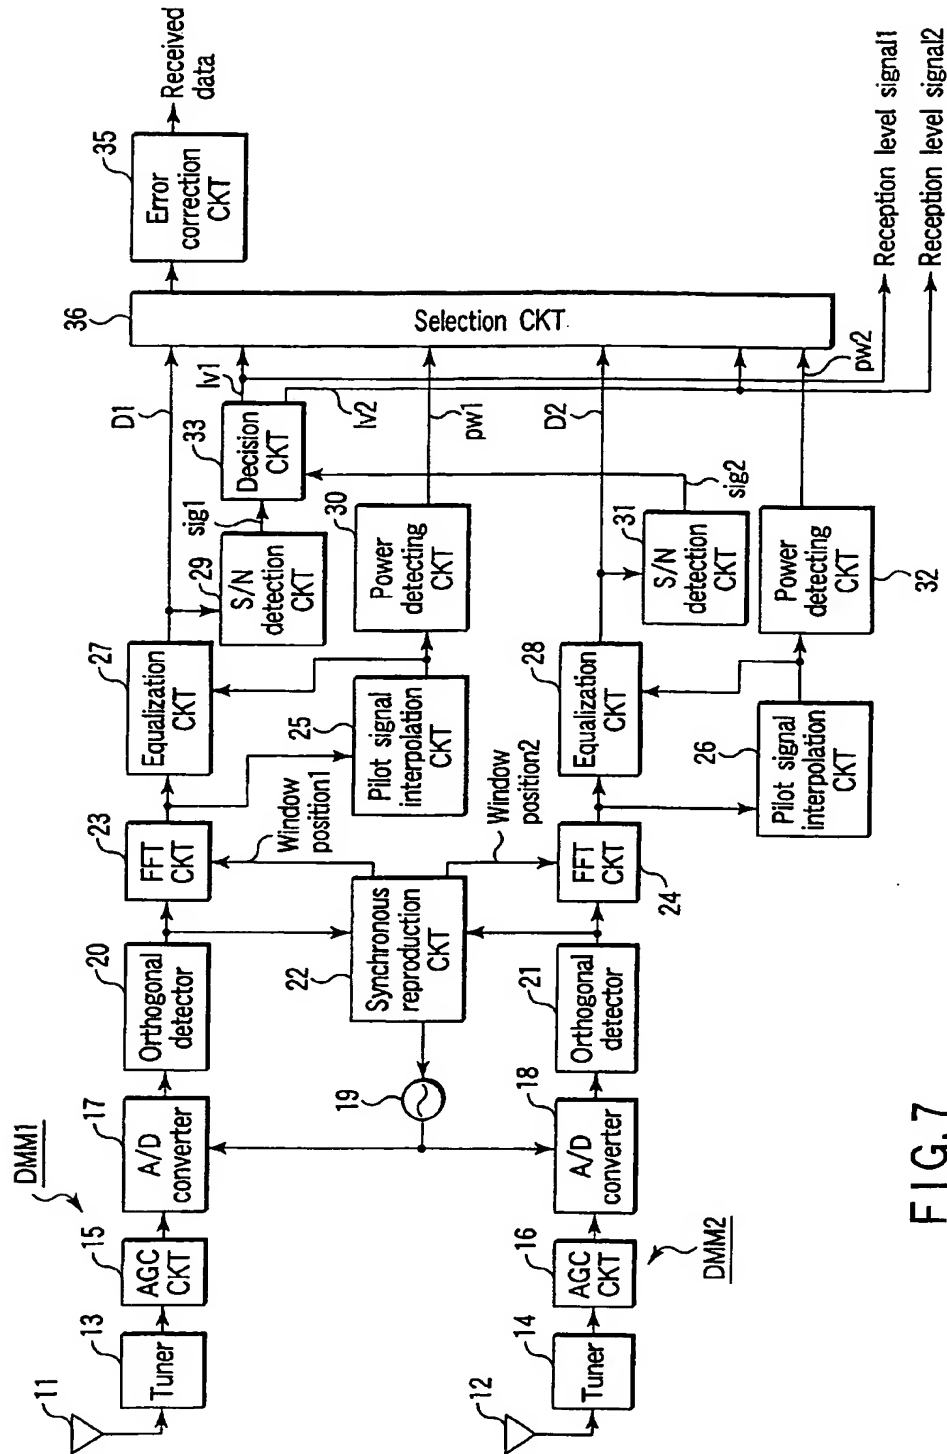 DMM1
11
13
Tuner
15
AGC
CKT
17
A/D
converter
20
Orthogonal
detector
23
FFT
CKT
27
Equalization
CKT
D1
36
Selection CKT
35
Error
correction
CKT
Received
data
29
S/N
detection
CKT
sig1
33
Decision
CKT
lv1
lv2
Window
position1
25
Pilot signal
interpolation
CKT
30
Power
detecting
CKT
pw1
19
22
Synchronous
reproduction
CKT
Window
position2
12
14
Tuner
16
AGC
CKT
DMM2
18
A/D
converter
21
Orthogonal
detector
24
FFT
CKT
28
Equalization
CKT
D2
31
S/N
detection
CKT
sig2
26
Pilot signal
interpolation
CKT
32
Power
detecting
CKT
pw2
Reception level signal1
Reception level signal2
FIG. 7